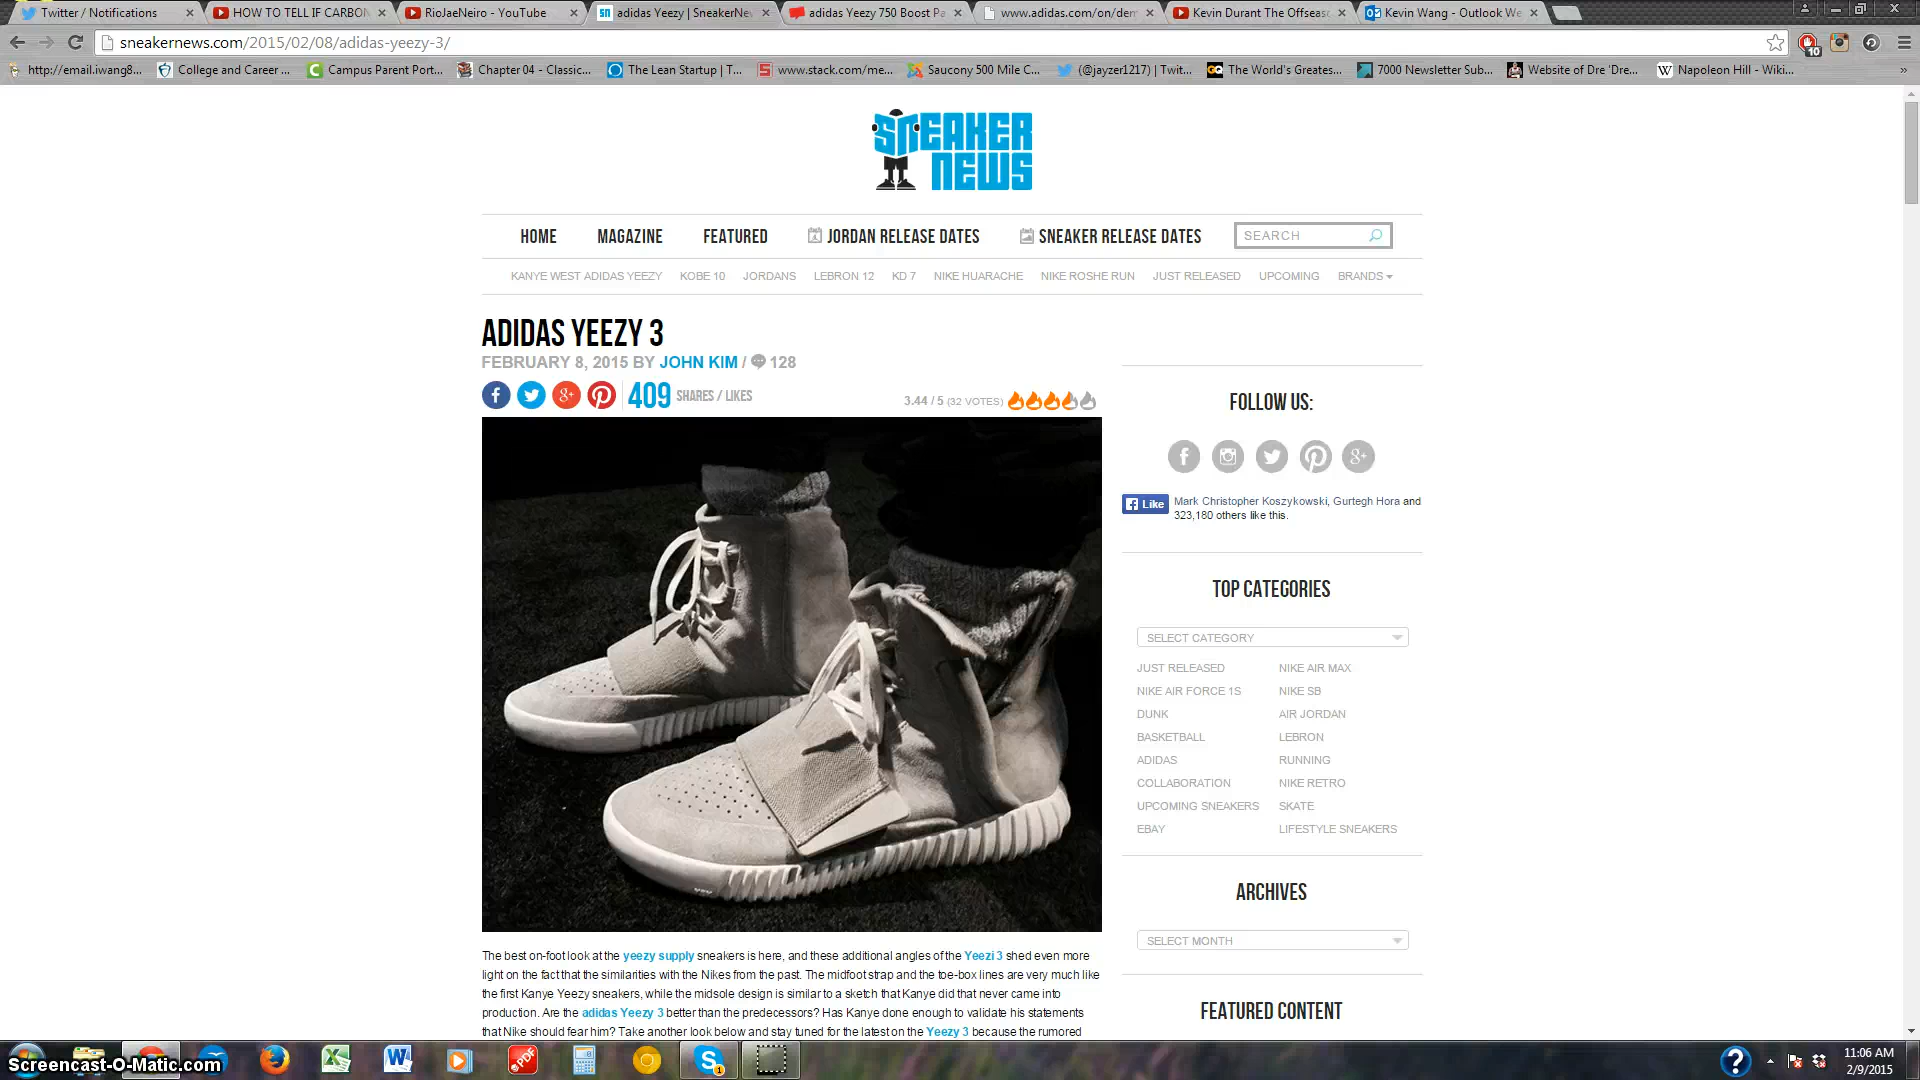 Twitter / Notifications
HOW TO TELL IF CARBON
RioJaeNeiro - YouTube
adidas Yeezy | SneakerNew
adidas Yeezy 750 Boost Pa
www.adidas.com/on/dem
Kevin Durant The Offseaso
Kevin Wang - Outlook We
sneakernews.com/2015/02/08/adidas-yeezy-3/
10
http://email.iwang8...
College and Career ...
Campus Parent Port...
Chapter 04 - Classic...
The Lean Startup | T...
www.stack.com/me...
Saucony 500 Mile C...
(@jayzer1217) | Twit...
The World's Greates...
7000 Newsletter Sub...
Website of Dre 'Dre...
Napoleon Hill - Wiki...
SNEAKER
NEWS
HOME
MAGAZINE
FEATURED
JORDAN RELEASE DATES
SNEAKER RELEASE DATES
SEARCH
KANYE WEST ADIDAS YEEZY
KOBE 10
JORDANS
LEBRON 12
KD 7
NIKE HUARACHE
NIKE ROSHE RUN
JUST RELEASED
UPCOMING
BRANDS
ADIDAS YEEZY 3
FEBRUARY 8, 2015 BY JOHN KIM / 128
409 SHARES / LIKES
3.44 / 5 (32 VOTES)
The best on-foot look at the yeezy supply sneakers is here, and these additional angles of the Yeezi 3 shed even more
light on the fact that the similarities with the Nikes from the past. The midfoot strap and the toe-box lines are very much like
the first Kanye Yeezy sneakers, while the midsole design is similar to a sketch that Kanye did that never came into
production. Are the adidas Yeezy 3 better than the predecessors? Has Kanye done enough to validate his statements
that Nike should fear him? Take another look below and stay tuned for the latest on the Yeezy 3 because the rumored
FOLLOW US:
Like
Mark Christopher Koszykowski, Gurtegh Hora and
323,180 others like this.
TOP CATEGORIES
SELECT CATEGORY
JUST RELEASED
NIKE AIR MAX
NIKE AIR FORCE 1S
NIKE SB
DUNK
AIR JORDAN
BASKETBALL
LEBRON
ADIDAS
RUNNING
COLLABORATION
NIKE RETRO
UPCOMING SNEAKERS
SKATE
EBAY
LIFESTYLE SNEAKERS
ARCHIVES
SELECT MONTH
FEATURED CONTENT
Screencast-O-Matic.com
11:06 AM
2/9/2015